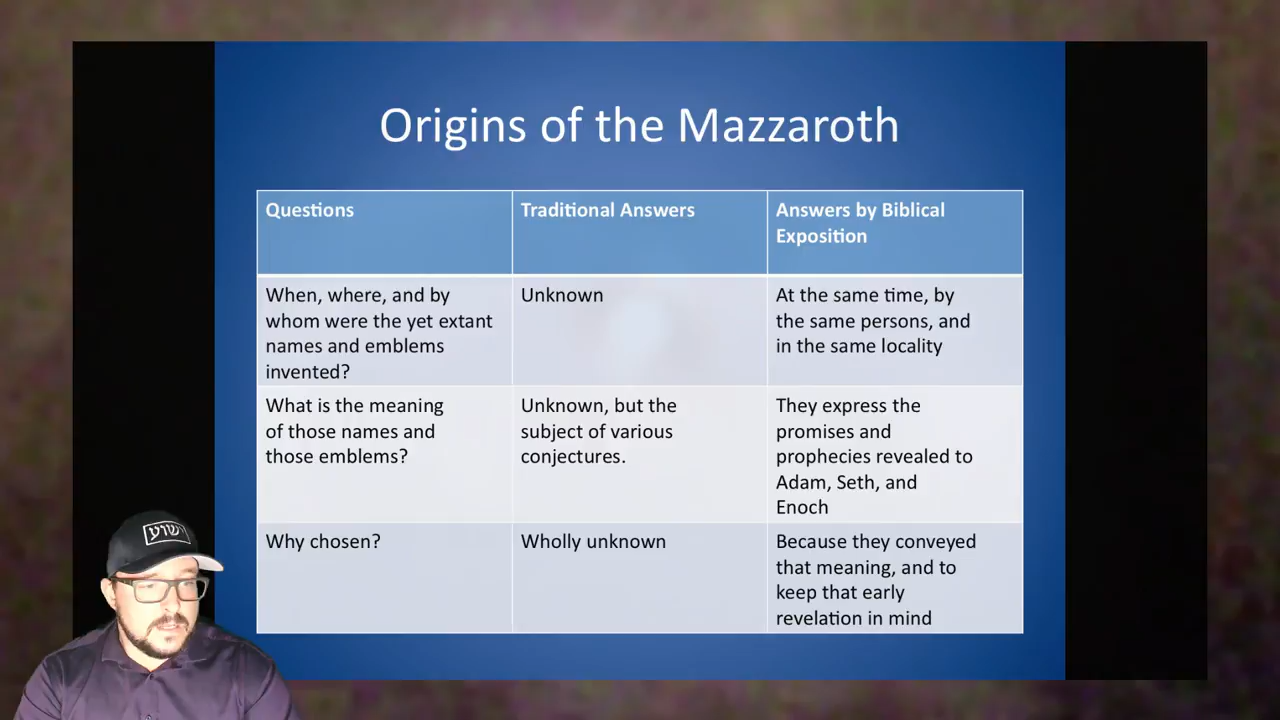 Origins of the Mazzaroth
Questions
Traditional Answers
Answers by Biblical
Exposition
When, where, and by
whom were the yet extant
names and emblems
invented?
Unknown
At the same time, by
the same persons, and
in the same locality
What is the meaning
of those names and
those emblems?
Unknown, but the
subject of various
conjectures.
They express the
promises and
prophecies revealed to
Adam, Seth, and
Enoch
Why chosen?
Wholly unknown
Because they conveyed
that meaning, and to
keep that early
revelation in mind
ישוע